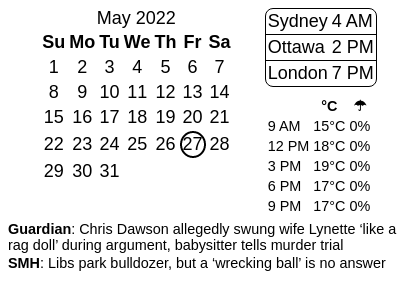 May 2022
Su Mo Tu We Th Fr Sa
1 2 3 4 5 6 7
8 9 10 11 12 13 14
15 16 17 18 19 20 21
22 23 24 25 26 27 28
29 30 31
Sydney 4 AM
Ottawa 2 PM
London 7 PM
°C ☂
9 AM 15°C 0%
12 PM 18°C 0%
3 PM 19°C 0%
6 PM 17°C 0%
9 PM 17°C 0%
Guardian: Chris Dawson allegedly swung wife Lynette ‘like a
rag doll’ during argument, babysitter tells murder trial
SMH: Libs park bulldozer, but a ‘wrecking ball’ is no answer